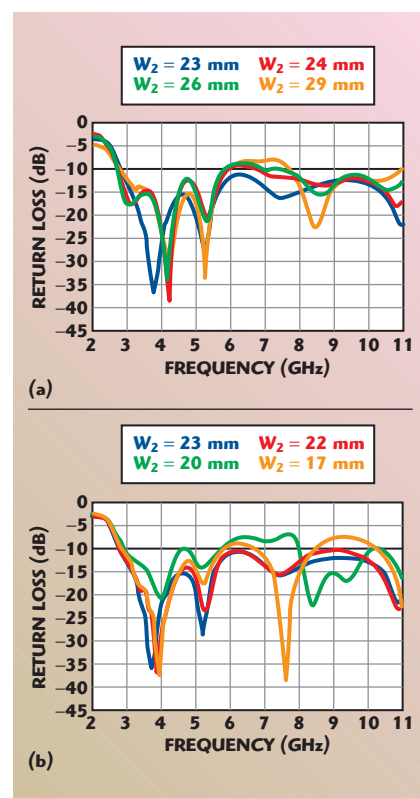 W2 = 23 mm W2 = 24 mm
W2 = 26 mm W2 = 29 mm
0
–5
–10
–15
–20
–25
–30
–35
–40
–45
RETURN LOSS (dB)
2 3 4 5 6 7 8 9 10 11
FREQUENCY (GHz)
(a)
W2 = 23 mm W2 = 22 mm
W2 = 20 mm W2 = 17 mm
0
–5
–10
–15
–20
–25
–30
–35
–40
–45
RETURN LOSS (dB)
2 3 4 5 6 7 8 9 10 11
FREQUENCY (GHz)
(b)